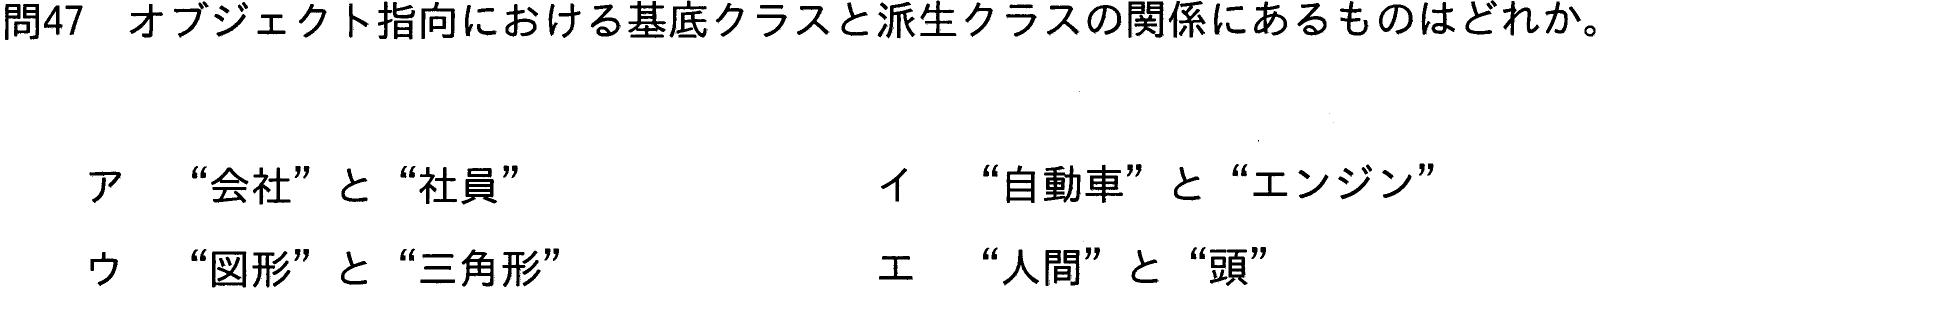 問47　オブジェクト指向における基底クラスと派生クラスの関係にあるものはどれか。
ア　“会社”と“社員”　イ　“自動車”と“エンジン”
ウ　“図形”と“三角形”　エ　“人間”と“頭”